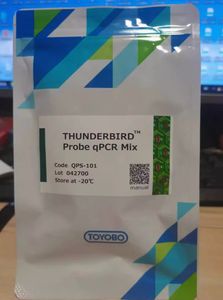 THUNDERBIRD™
Probe qPCR Mix
Code QPS-101
Lot 042700
Store at -20℃
manual
TOYOBO